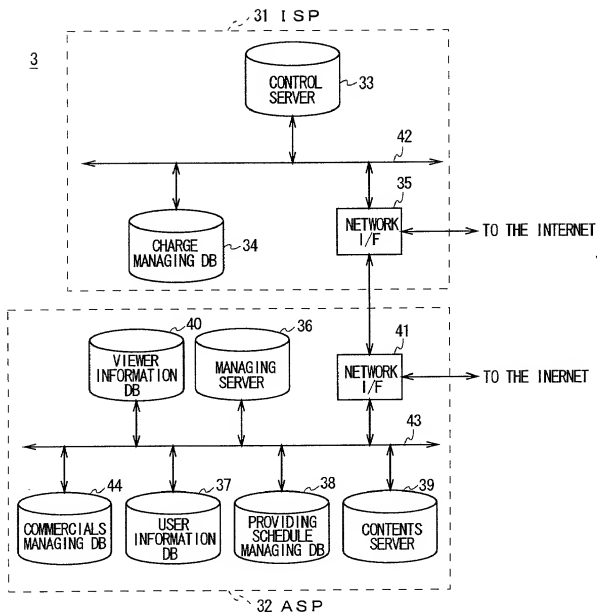 31 ISP
3
CONTROL
SERVER
33
42
35
CHARGE
MANAGING DB
34
NETWORK
I/F
TO THE INTERNET
40
36
41
VIEWER
INFORMATION
DB
MANAGING
SERVER
NETWORK
I/F
TO THE INERNET
43
44
37
38
39
COMMERCIALS
MANAGING DB
USER
INFORMATION
DB
PROVIDING
SCHEDULE
MANAGING DB
CONTENTS
SERVER
32 ASP